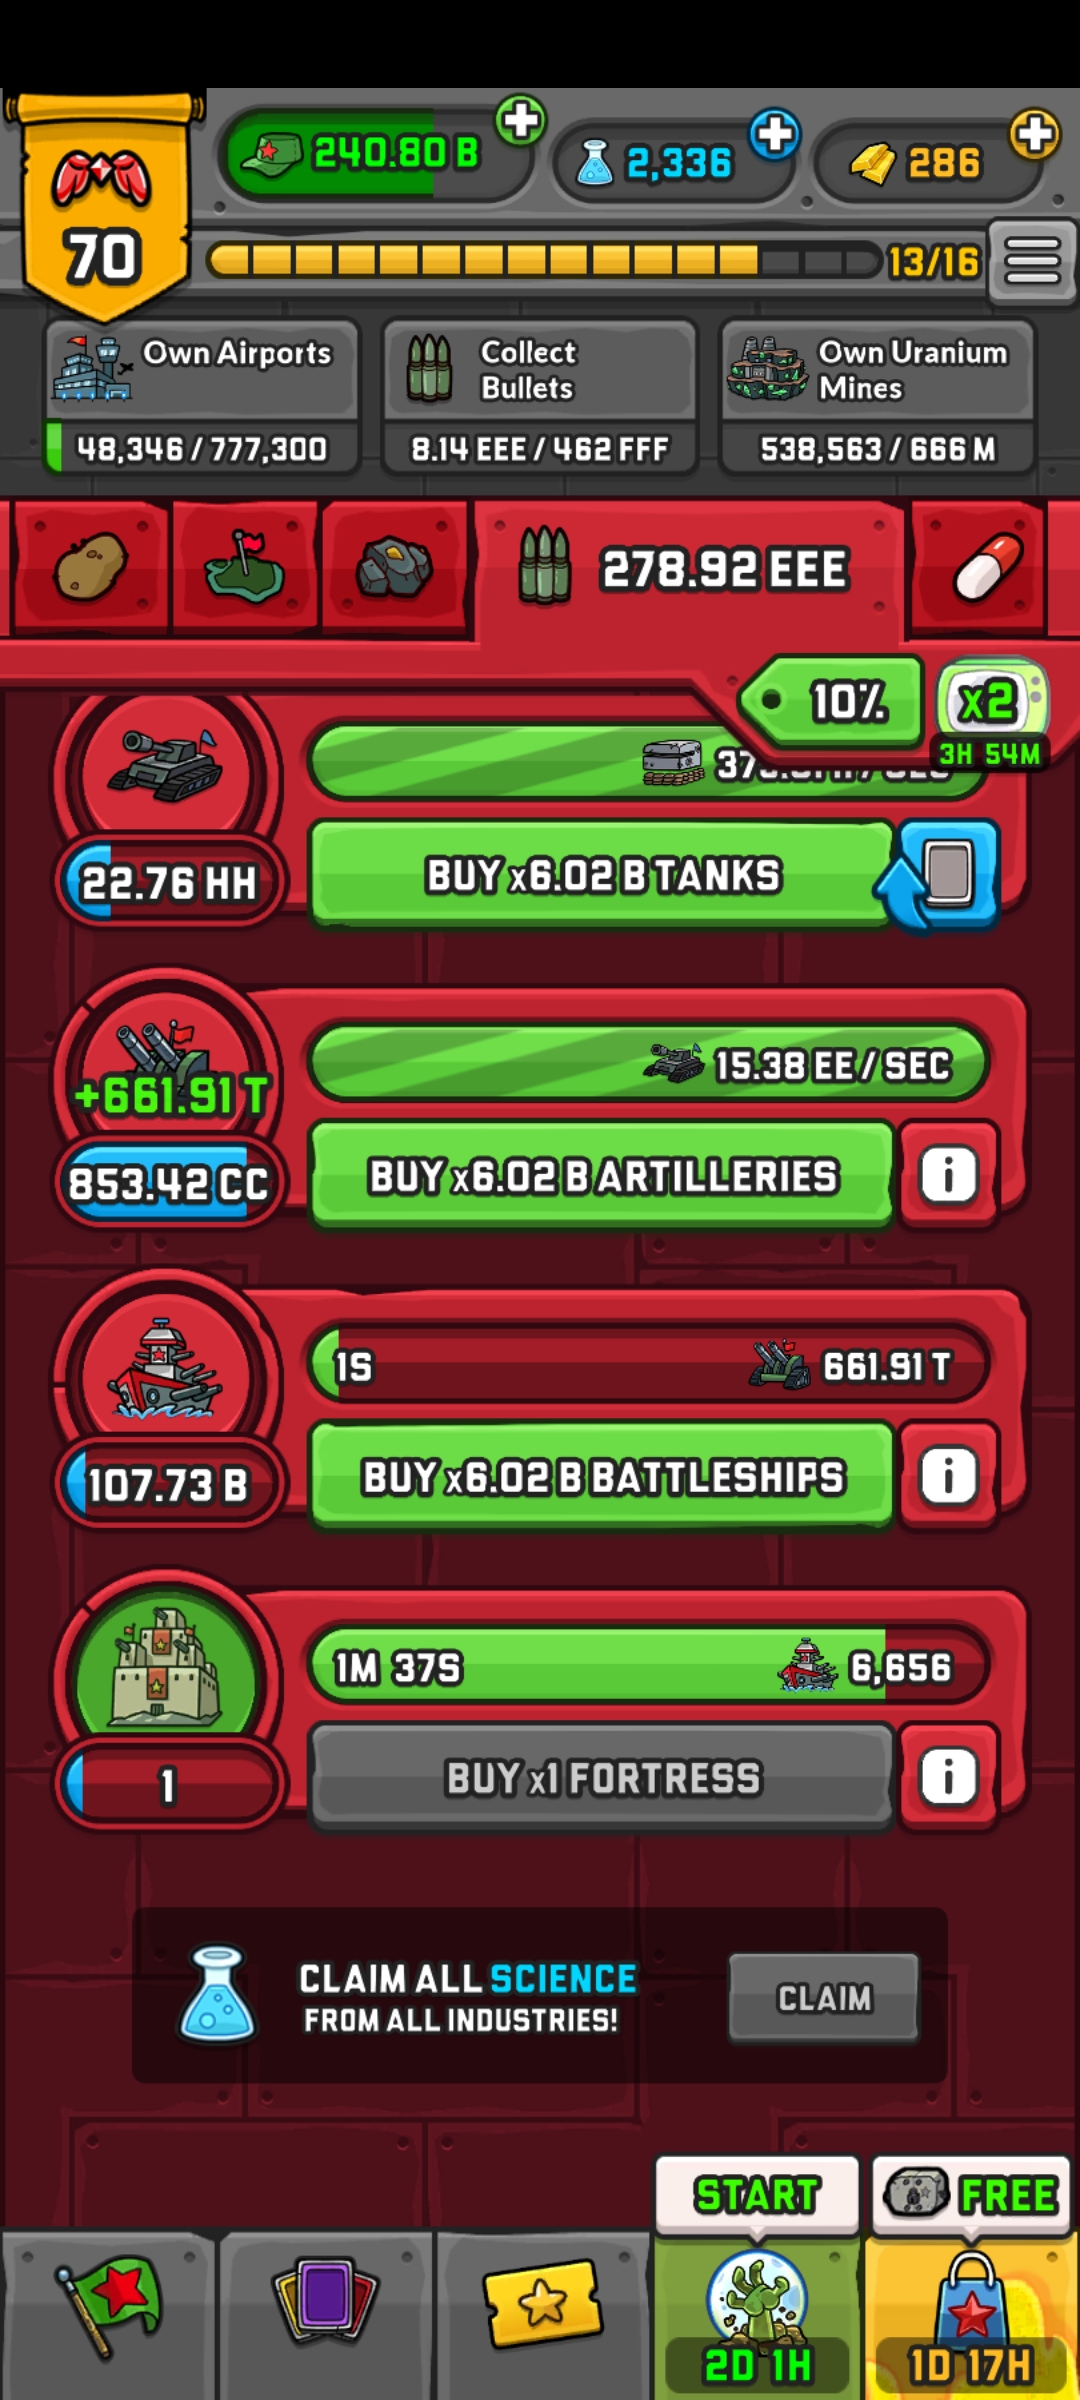 240.80 B
2,336
286
70
13/16
Own Airports
48,346 / 777,300
Collect
Bullets
8.14 EEE / 462 FFF
Own Uranium
Mines
538,563 / 666 M
278.92 EEE
10%
x2
3H 54M
22.76 HH
BUY x6.02 B TANKS
+661.91 T
15.38 EE / SEC
853.42 CC
BUY x6.02 B ARTILLERIES
i
1S
661.91 T
107.73 B
BUY x6.02 B BATTLESHIPS
i
1M 37S
6,656
1
BUY x1 FORTRESS
i
CLAIM ALL SCIENCE
FROM ALL INDUSTRIES!
CLAIM
START
FREE
2D 1H
1D 17H